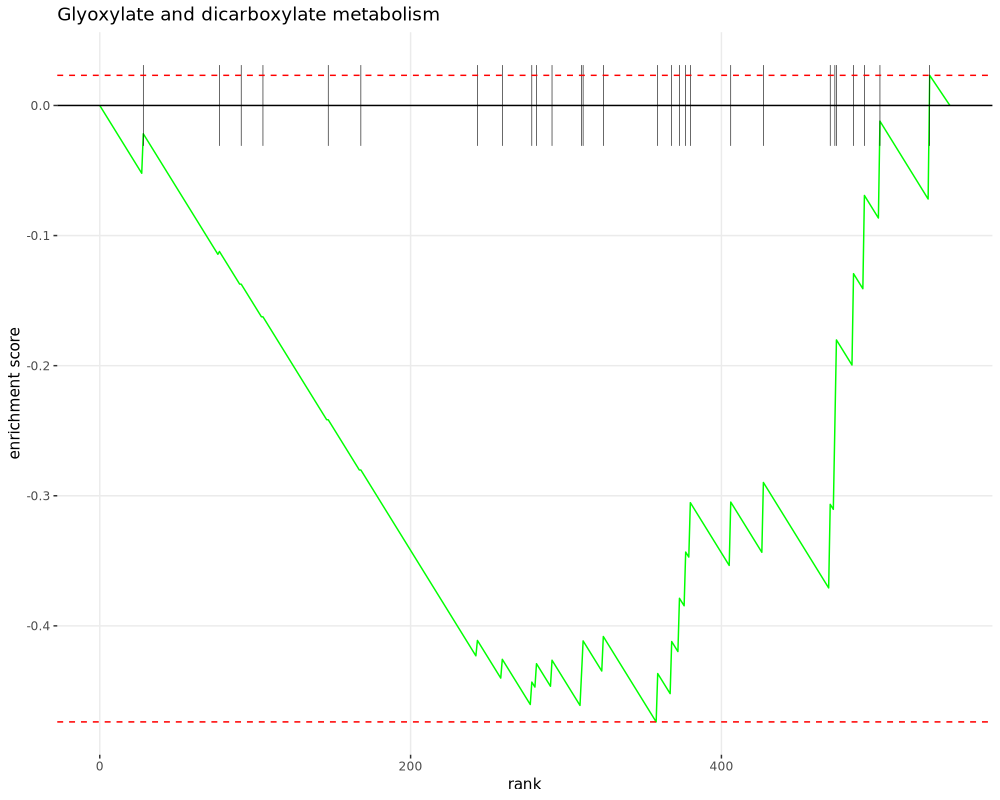 Glyoxylate and dicarboxylate metabolism
enrichment score
0.0
-0.1
-0.2
-0.3
-0.4
0
200
400
rank